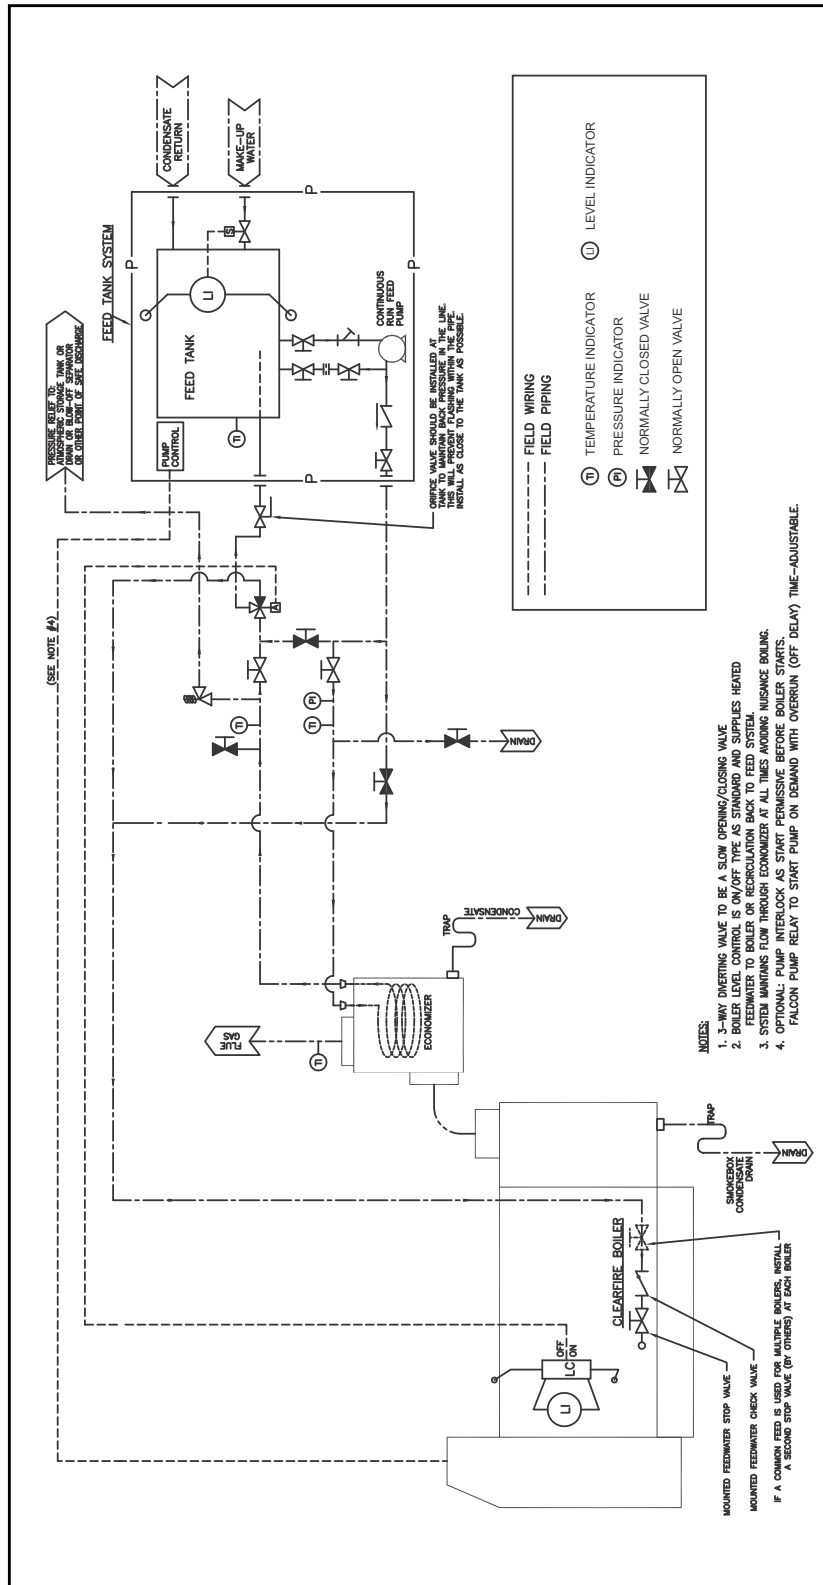 PRESSURE RELIEF TO:
ATMOSPHERIC STORAGE TANK OR
DRAIN OR BLOW-OFF SEPARATOR
OR OTHER POINT OF SAFE DISCHARGE
FEED TANK SYSTEM
CONDENSATE
RETURN
MAKE-UP
WATER
P
P
P
P
P
S
LI
FEED TANK
TI
PUMP
CONTROL
CONTINUOUS
RUN FEED
PUMP
ORIFICE VALVE SHOULD BE INSTALLED AT
TANK TO MAINTAIN BACK PRESSURE IN THE LINE.
THIS WILL PREVENT FLASHING WITHIN THE PIPE.
INSTALL AS CLOSE TO THE TANK AS POSSIBLE.
(SEE NOTE #4)
A
TI
PI
TI
DRAIN
FLUE
GAS
TI
ECONOMIZER
TRAP
CONDENSATE
DRAIN
CLEARFIRE BOILER
LI
LC
OFF
ON
TRAP
SMOKEBOX
CONDENSATE
DRAIN
DRAIN
MOUNTED FEEDWATER STOP VALVE
MOUNTED FEEDWATER CHECK VALVE
IF A COMMON FEED IS USED FOR MULTIPLE BOILERS, INSTALL
A SECOND STOP VALVE (BY OTHERS) AT EACH BOILER
FIELD WIRING
FIELD PIPING
TI TEMPERATURE INDICATOR
LI LEVEL INDICATOR
PI PRESSURE INDICATOR
NORMALLY CLOSED VALVE
NORMALLY OPEN VALVE
NOTES:
1. 3-WAY DIVERTING VALVE TO BE A SLOW OPENING/CLOSING VALVE
2. BOILER LEVEL CONTROL IS ON/OFF TYPE AS STANDARD AND SUPPLIES HEATED
FEEDWATER TO BOILER OR RECIRCULATION BACK TO FEED SYSTEM.
3. SYSTEM MAINTAINS FLOW THROUGH ECONOMIZER AT ALL TIMES AVOIDING NUISANCE BOILING.
4. OPTIONAL: PUMP INTERLOCK AS START PERMISSIVE BEFORE BOILER STARTS.
FALCON PUMP RELAY TO START PUMP ON DEMAND WITH OVERRUN (OFF DELAY) TIME-ADJUSTABLE.